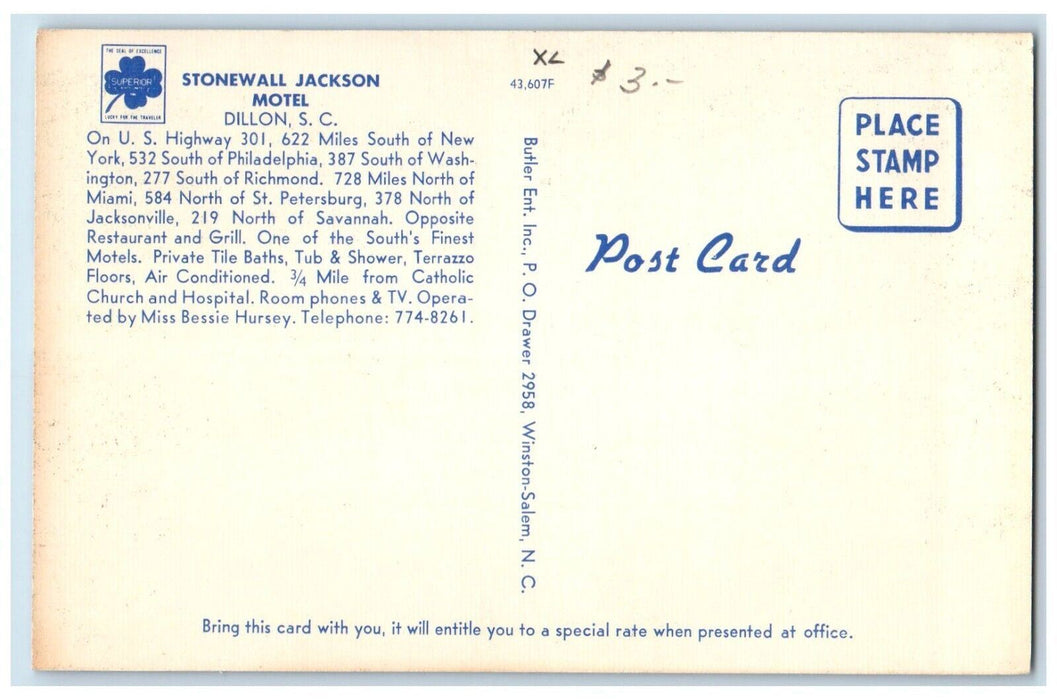 THE SEAL OF EXCELLENCE
SUPERIOR
LUCKY FOR THE TRAVELER
STONEWALL JACKSON
MOTEL
DILLON, S. C.
On U. S. Highway 301, 622 Miles South of New
York, 532 South of Philadelphia, 387 South of Wash-
ington, 277 South of Richmond. 728 Miles North of
Miami, 584 North of St. Petersburg, 378 North of
Jacksonville, 219 North of Savannah. Opposite
Restaurant and Grill. One of the South's Finest
Motels. Private Tile Baths, Tub & Shower, Terrazzo
Floors, Air Conditioned. ¾ Mile from Catholic
Church and Hospital. Room phones & TV. Opera-
ted by Miss Bessie Hursey. Telephone: 774-8261.
XL
43,607F
$ 3.-
Butler Ent. Inc., P. O. Drawer 2958, Winston-Salem, N. C.
PLACE
STAMP
HERE
Post Card
Bring this card with you, it will entitle you to a special rate when presented at office.